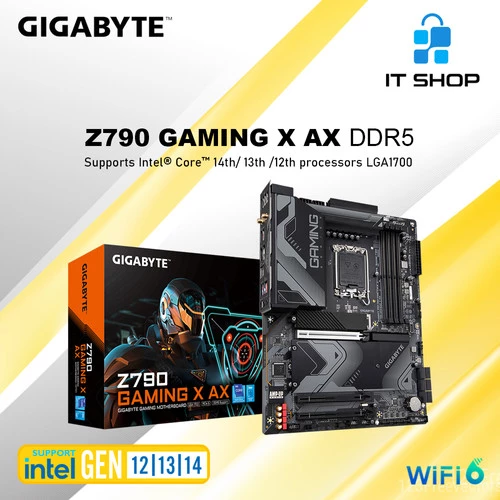 GIGABYTE™
IT SHOP
Z790 GAMING X AX DDR5
Supports Intel® Core™ 14th/ 13th /12th processors LGA1700
GAMING
GIGABYTE
Z790
GAMING X AX
GIGABYTE GAMING MOTHERBOARD
GIGABYTE
SUPPORT
intel GEN 12|13|14
WiFi 6